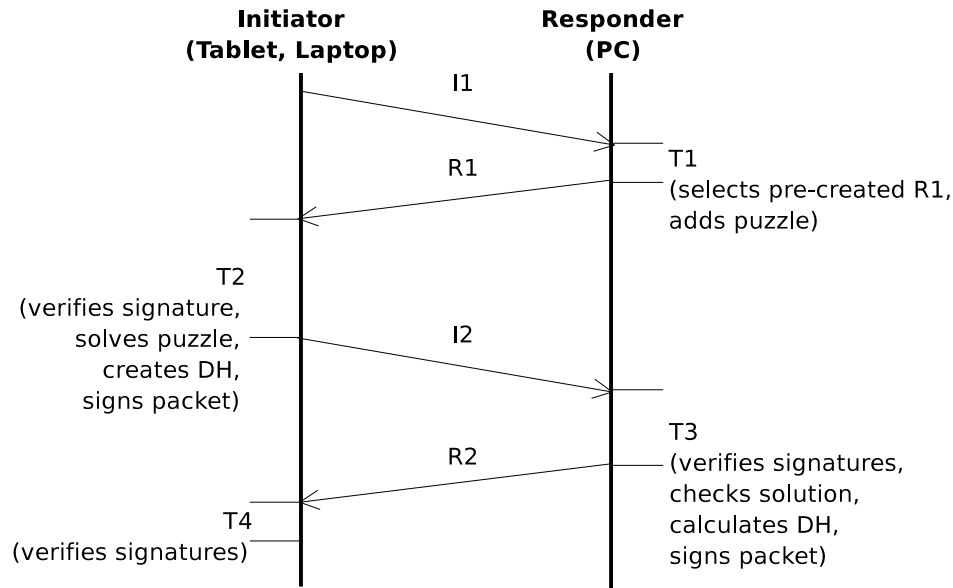 Initiator
(Tablet, Laptop)
Responder
(PC)
I1
T1
(selects pre-created R1,
adds puzzle)
R1
T2
(verifies signature,
solves puzzle,
creates DH,
signs packet)
I2
T3
(verifies signatures,
checks solution,
calculates DH,
signs packet)
R2
T4
(verifies signatures)